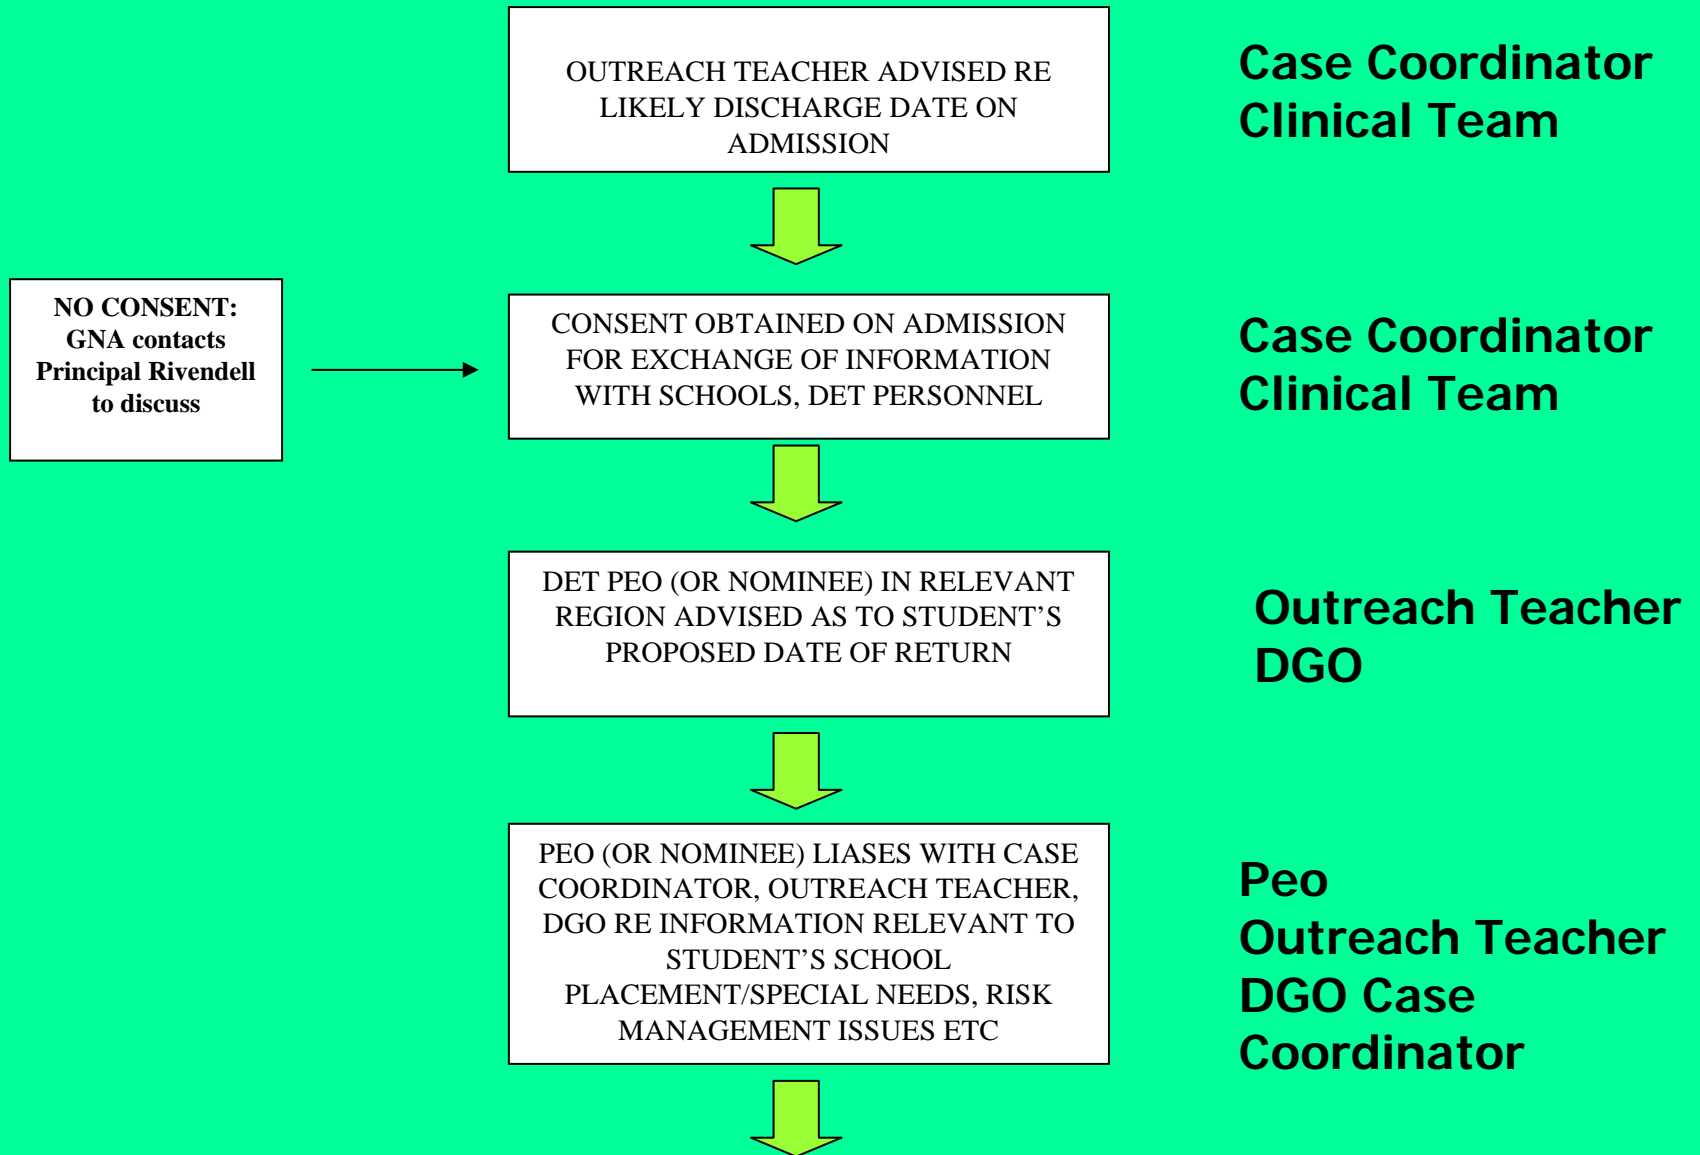 OUTREACH TEACHER ADVISED RE
LIKELY DISCHARGE DATE ON
ADMISSION
Case Coordinator
Clinical Team
NO CONSENT:
GNA contacts
Principal Rivendell
to discuss
CONSENT OBTAINED ON ADMISSION
FOR EXCHANGE OF INFORMATION
WITH SCHOOLS, DET PERSONNEL
Case Coordinator
Clinical Team
DET PEO (OR NOMINEE) IN RELEVANT
REGION ADVISED AS TO STUDENT’S
PROPOSED DATE OF RETURN
Outreach Teacher
DGO
PEO (OR NOMINEE) LIASES WITH CASE
COORDINATOR, OUTREACH TEACHER,
DGO RE INFORMATION RELEVANT TO
STUDENT’S SCHOOL
PLACEMENT/SPECIAL NEEDS, RISK
MANAGEMENT ISSUES ETC
Peo
Outreach Teacher
DGO Case
Coordinator